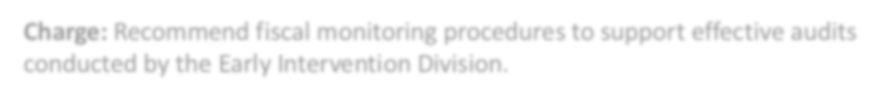 Charge: Recommend fiscal monitoring procedures to support effective audits
conducted by the Early Intervention Division.